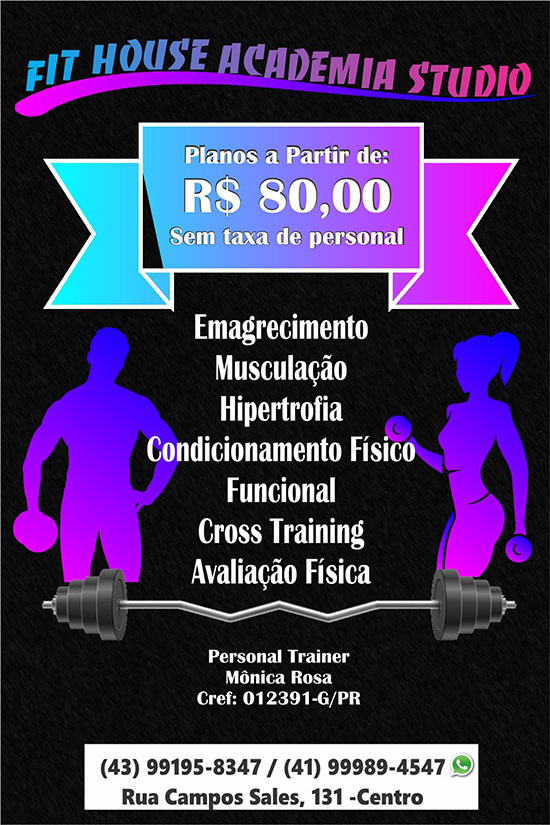 FIT HOUSE ACADEMIA STUDIO
Planos a Partir de:
R$ 80,00
Sem taxa de personal
Emagrecimento
Musculação
Hipertrofia
Condicionamento Físico
Funcional
Cross Training
Avaliação Física
Personal Trainer
Mônica Rosa
Cref: 012391-G/PR
(43) 99195-8347 / (41) 99989-4547
Rua Campos Sales, 131 -Centro